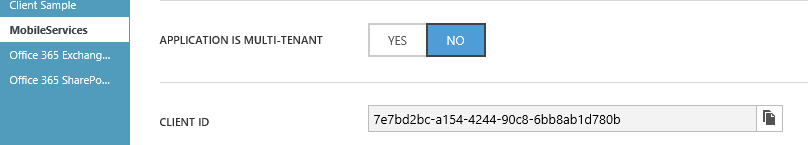 Client Sample
MobileServices
Office 365 Exchang...
Office 365 SharePo...
APPLICATION IS MULTI-TENANT
YES
NO
CLIENT ID
7e7bd2bc-a154-4244-90c8-6bb8ab1d780b